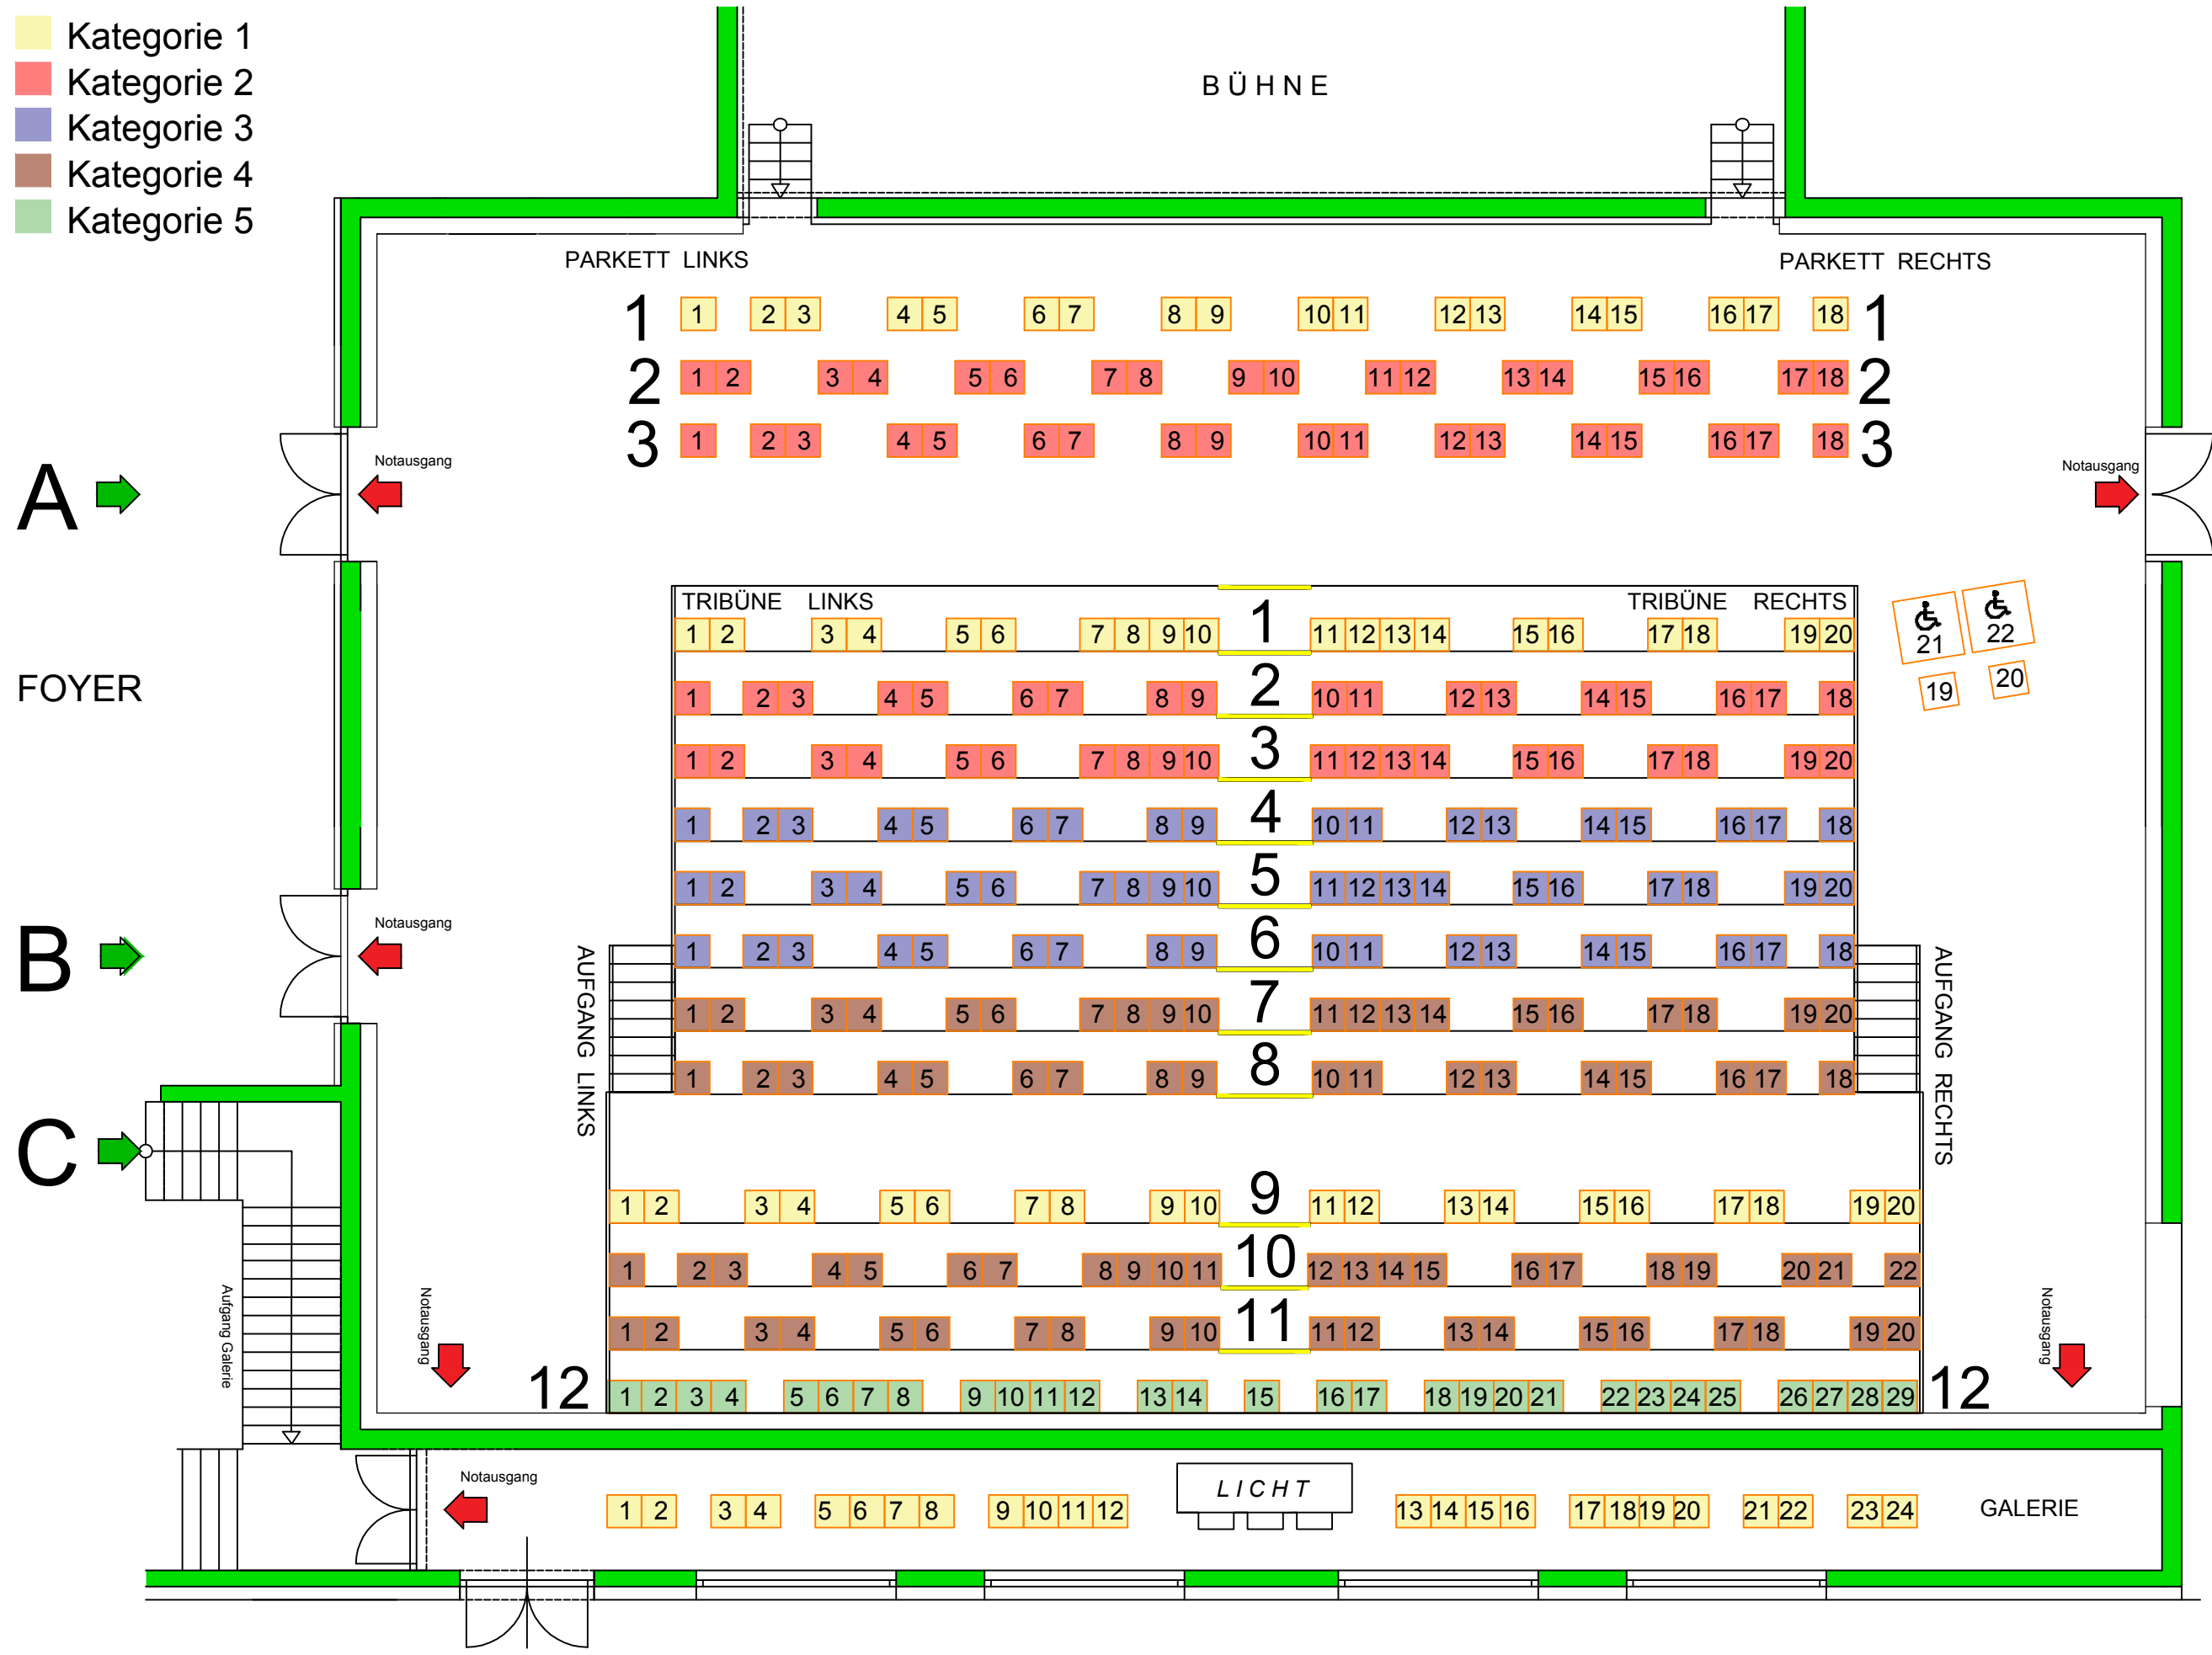 Kategorie 1
Kategorie 2
Kategorie 3
Kategorie 4
Kategorie 5
BÜHNE
PARKETT LINKS PARKETT RECHTS
1 1 2 3 4 5 6 7 8 9 10 11 12 13 14 15 16 17 18 1
2 1 2 3 4 5 6 7 8 9 10 11 12 13 14 15 16 17 18 2
3 1 2 3 4 5 6 7 8 9 10 11 12 13 14 15 16 17 18 3
A
Notausgang
Notausgang
TRIBÜNE LINKS TRIBÜNE RECHTS
1 2 3 4 5 6 7 8 9 10 1 11 12 13 14 15 16 17 18 19 20
21 22
19 20
FOYER
1 2 3 4 5 6 7 8 9 2 10 11 12 13 14 15 16 17 18
1 2 3 4 5 6 7 8 9 10 3 11 12 13 14 15 16 17 18 19 20
1 2 3 4 5 6 7 8 9 4 10 11 12 13 14 15 16 17 18
1 2 3 4 5 6 7 8 9 10 5 11 12 13 14 15 16 17 18 19 20
B
Notausgang
1 2 3 4 5 6 7 8 9 6 10 11 12 13 14 15 16 17 18
1 2 3 4 5 6 7 8 9 10 7 11 12 13 14 15 16 17 18 19 20
1 2 3 4 5 6 7 8 9 8 10 11 12 13 14 15 16 17 18
AUFGANG LINKS
AUFGANG RECHTS
C
1 2 3 4 5 6 7 8 9 10 9 11 12 13 14 15 16 17 18 19 20
1 2 3 4 5 6 7 8 9 10 11 10 12 13 14 15 16 17 18 19 20 21 22
1 2 3 4 5 6 7 8 9 10 11 11 12 13 14 15 16 17 18 19 20
12 1 2 3 4 5 6 7 8 9 10 11 12 13 14 15 16 17 18 19 20 21 22 23 24 25 26 27 28 29 12
Aufgang Galerie
Notausgang
Notausgang
Notausgang
LICHT
1 2 3 4 5 6 7 8 9 10 11 12 13 14 15 16 17 18 19 20 21 22 23 24
GALERIE